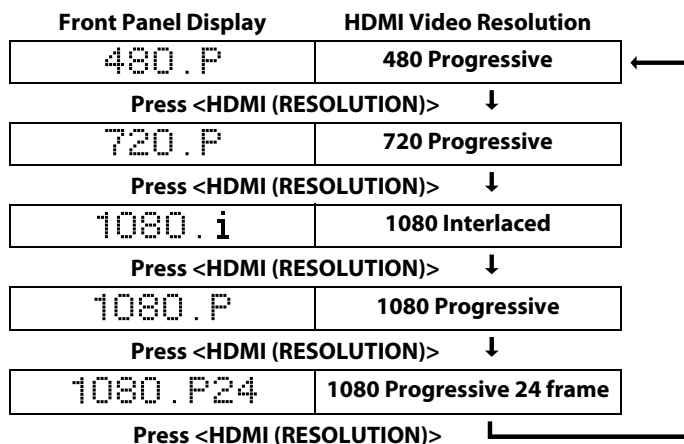 Front Panel Display HDMI Video Resolution
480.P 480 Progressive
Press <HDMI (RESOLUTION)>
720.P 720 Progressive
Press <HDMI (RESOLUTION)>
1080.i 1080 Interlaced
Press <HDMI (RESOLUTION)>
1080.P 1080 Progressive
Press <HDMI (RESOLUTION)>
1080.P24 1080 Progressive 24 frame
Press <HDMI (RESOLUTION)>